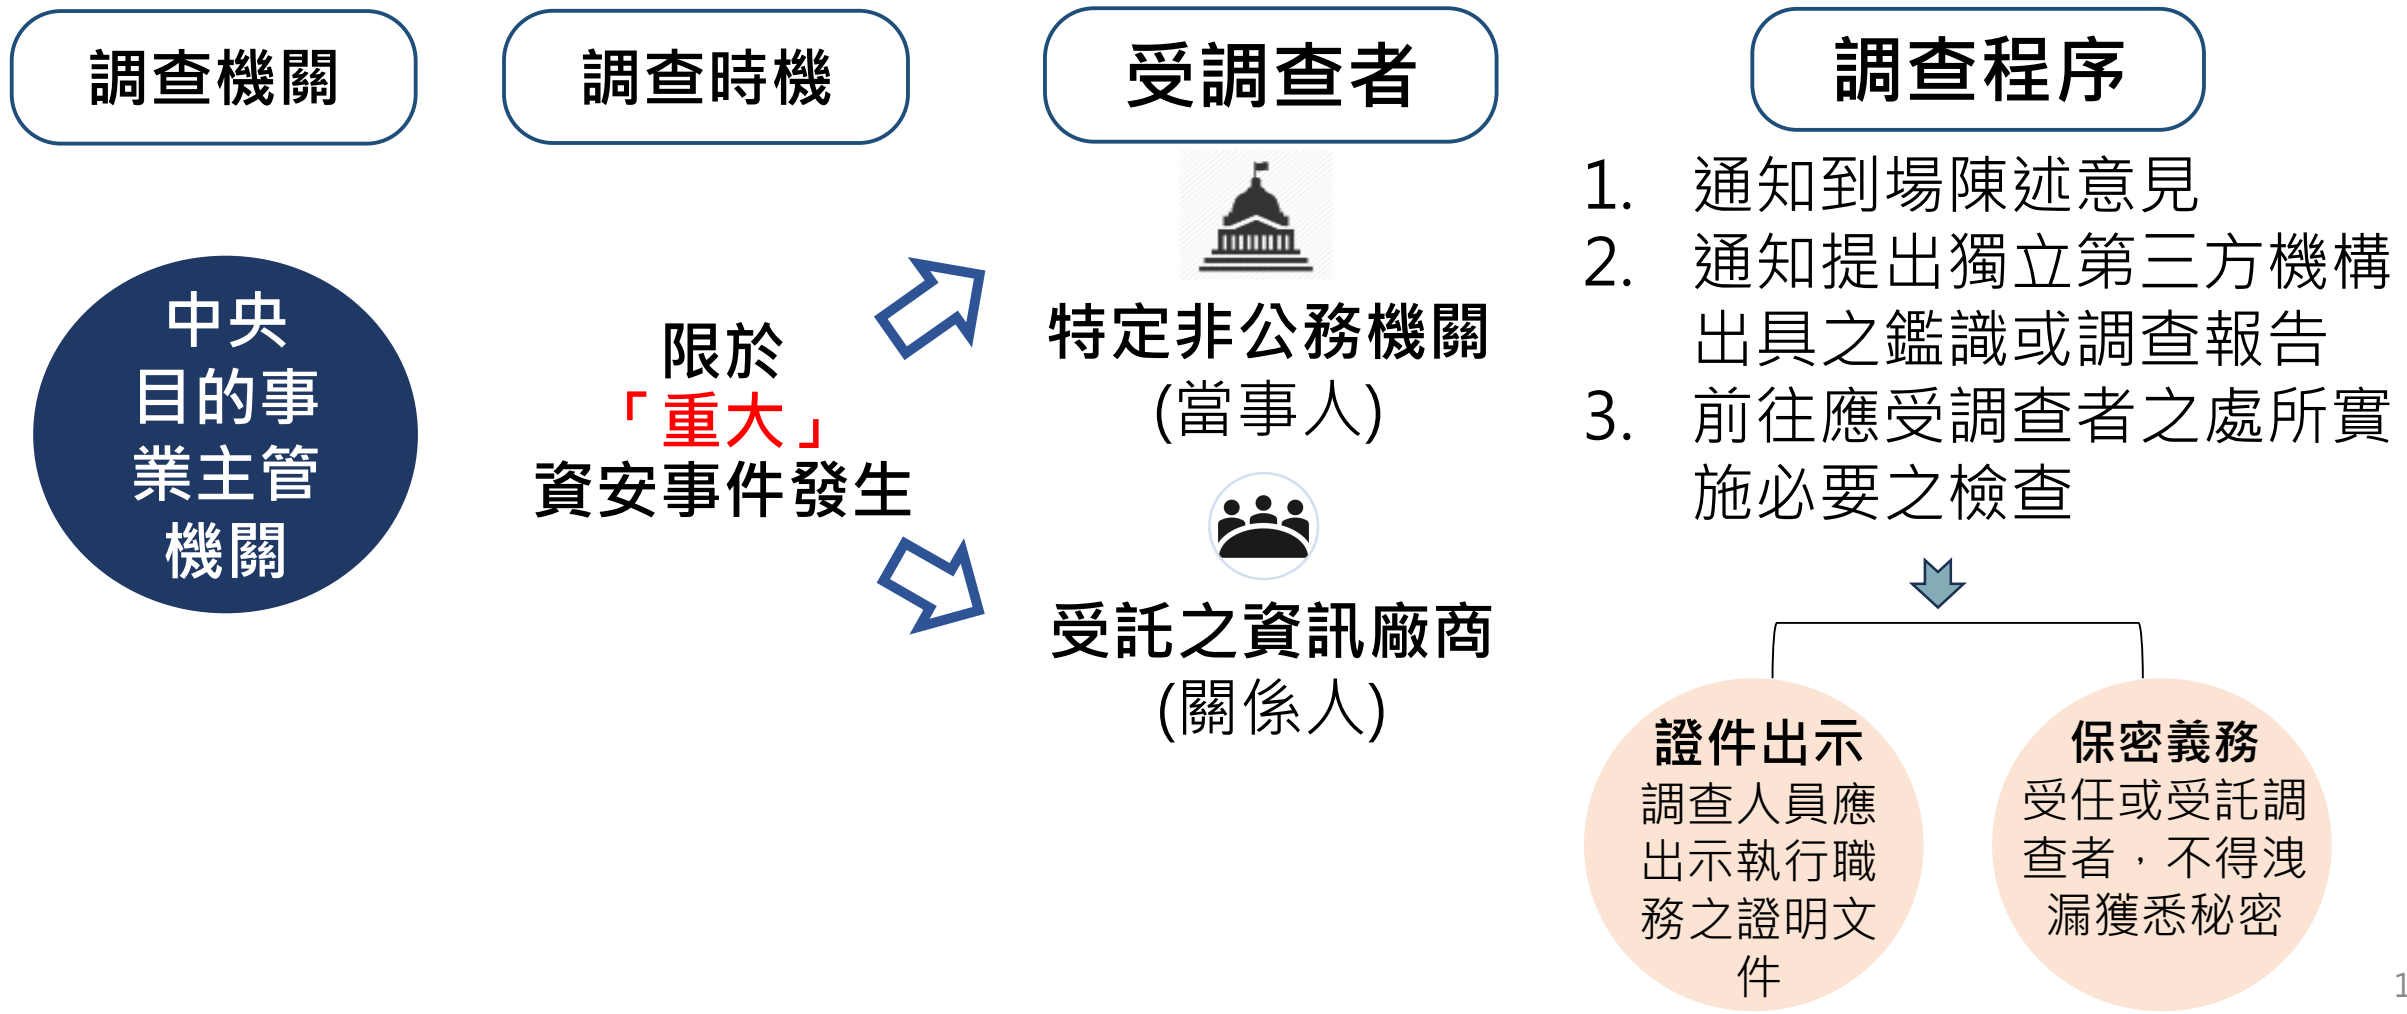 調查機關
中央
目的事
業主管
機關
調查時機
限於
「重大」
資安事件發生
受調查者
特定非公務機關
(當事人)
受託之資訊廠商
(關係人)
調查程序
1. 通知到場陳述意見
2. 通知提出獨立第三方機構
出具之鑑識或調查報告
3. 前往應受調查者之處所實
施必要之檢查
證件出示
調查人員應
出示執行職
務之證明文
件
保密義務
受任或受託調
查者，不得洩
漏獲悉秘密
1